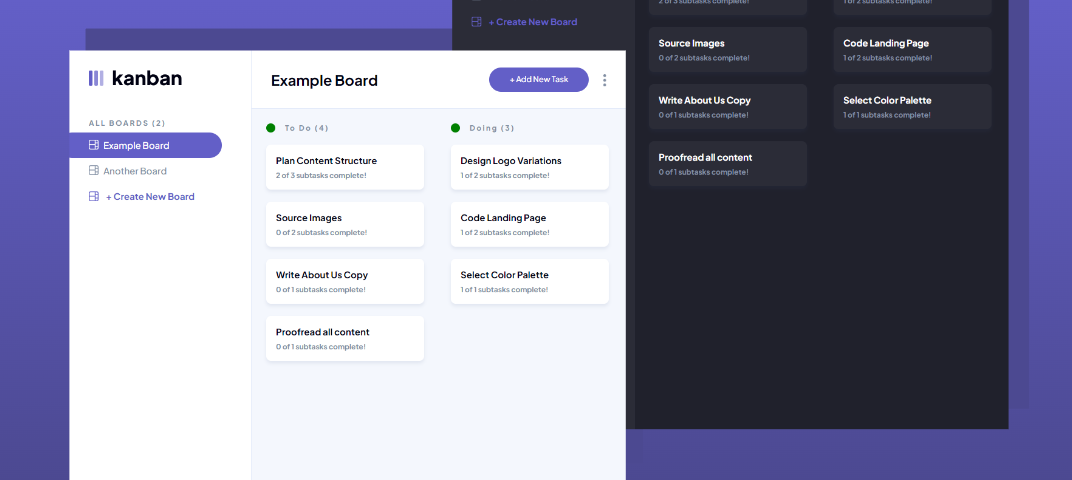 kanban
ALL BOARDS (2)
Example Board
Another Board
+ Create New Board
Example Board
+ Add New Task
To Do (4)
Plan Content Structure
2 of 3 subtasks complete!
Source Images
0 of 2 subtasks complete!
Write About Us Copy
0 of 1 subtasks complete!
Proofread all content
0 of 1 subtasks complete!
Doing (3)
Design Logo Variations
1 of 2 subtasks complete!
Code Landing Page
1 of 2 subtasks complete!
Select Color Palette
1 of 1 subtasks complete!
+ Create New Board
2 of 3 subtasks complete!
Source Images
0 of 2 subtasks complete!
Write About Us Copy
0 of 1 subtasks complete!
Proofread all content
0 of 1 subtasks complete!
1 of 2 subtasks complete!
Code Landing Page
1 of 2 subtasks complete!
Select Color Palette
1 of 1 subtasks complete!